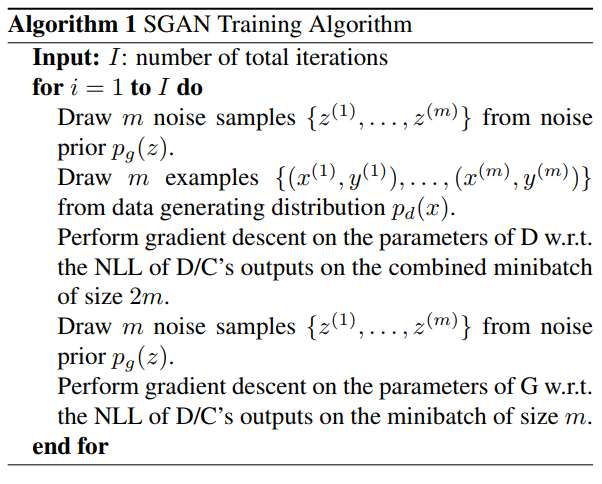 Algorithm 1 SGAN Training Algorithm
Input: I: number of total iterations
for i = 1 to I do
Draw m noise samples {z^(1), . . . , z^(m)} from noise
prior p_g(z).
Draw m examples {(x^(1), y^(1)), . . . , (x^(m), y^(m))}
from data generating distribution p_d(x).
Perform gradient descent on the parameters of D w.r.t.
the NLL of D/C's outputs on the combined minibatch
of size 2m.
Draw m noise samples {z^(1), . . . , z^(m)} from noise
prior p_g(z).
Perform gradient descent on the parameters of G w.r.t.
the NLL of D/C's outputs on the minibatch of size m.
end for